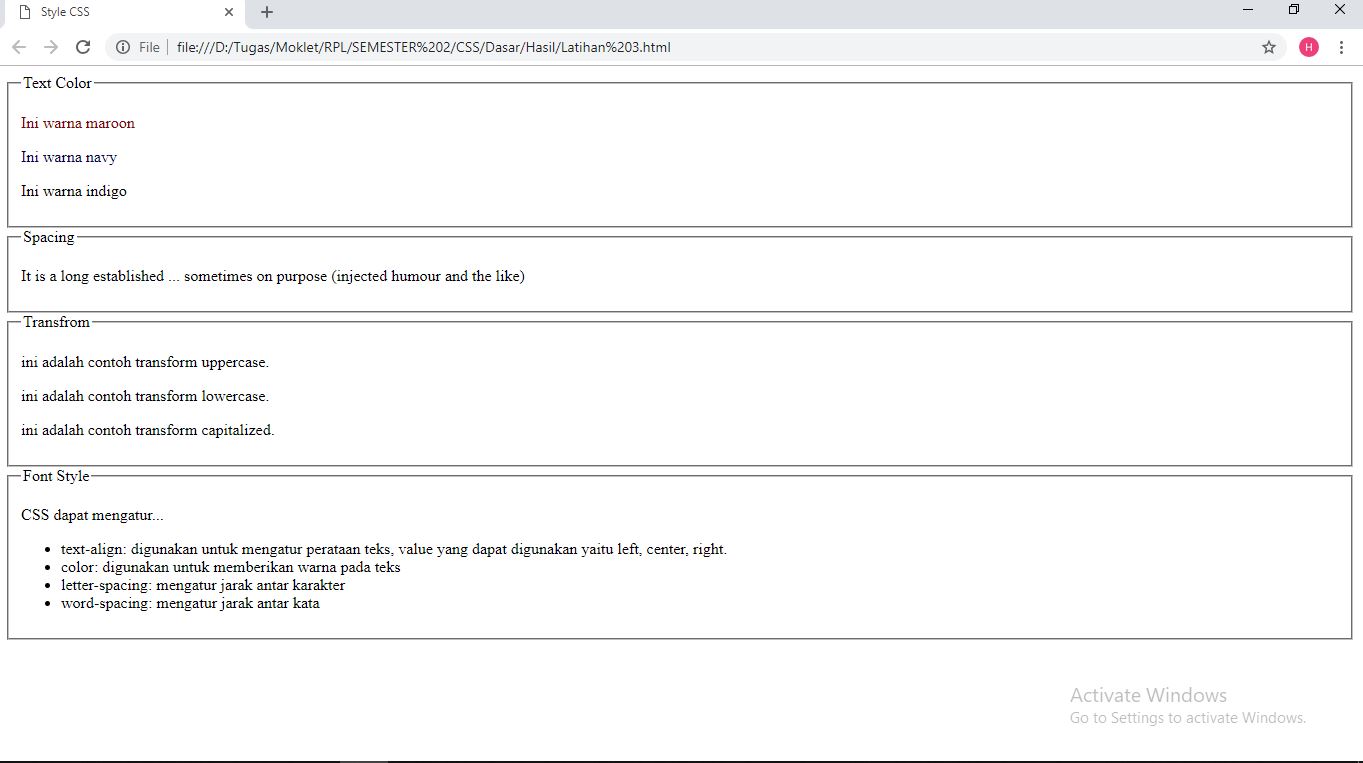 Style CSS
File file:///D:/Tugas/Moklet/RPL/SEMESTER%202/CSS/Dasar/Hasil/Latihan%203.html
H
Text Color
Ini warna maroon
Ini warna navy
Ini warna indigo
Spacing
It is a long established ... sometimes on purpose (injected humour and the like)
Transfrom
ini adalah contoh transform uppercase.
ini adalah contoh transform lowercase.
ini adalah contoh transform capitalized.
Font Style
CSS dapat mengatur...
• text-align: digunakan untuk mengatur perataan teks, value yang dapat digunakan yaitu left, center, right.
• color: digunakan untuk memberikan warna pada teks
• letter-spacing: mengatur jarak antar karakter
• word-spacing: mengatur jarak antar kata
Activate Windows
Go to Settings to activate Windows.